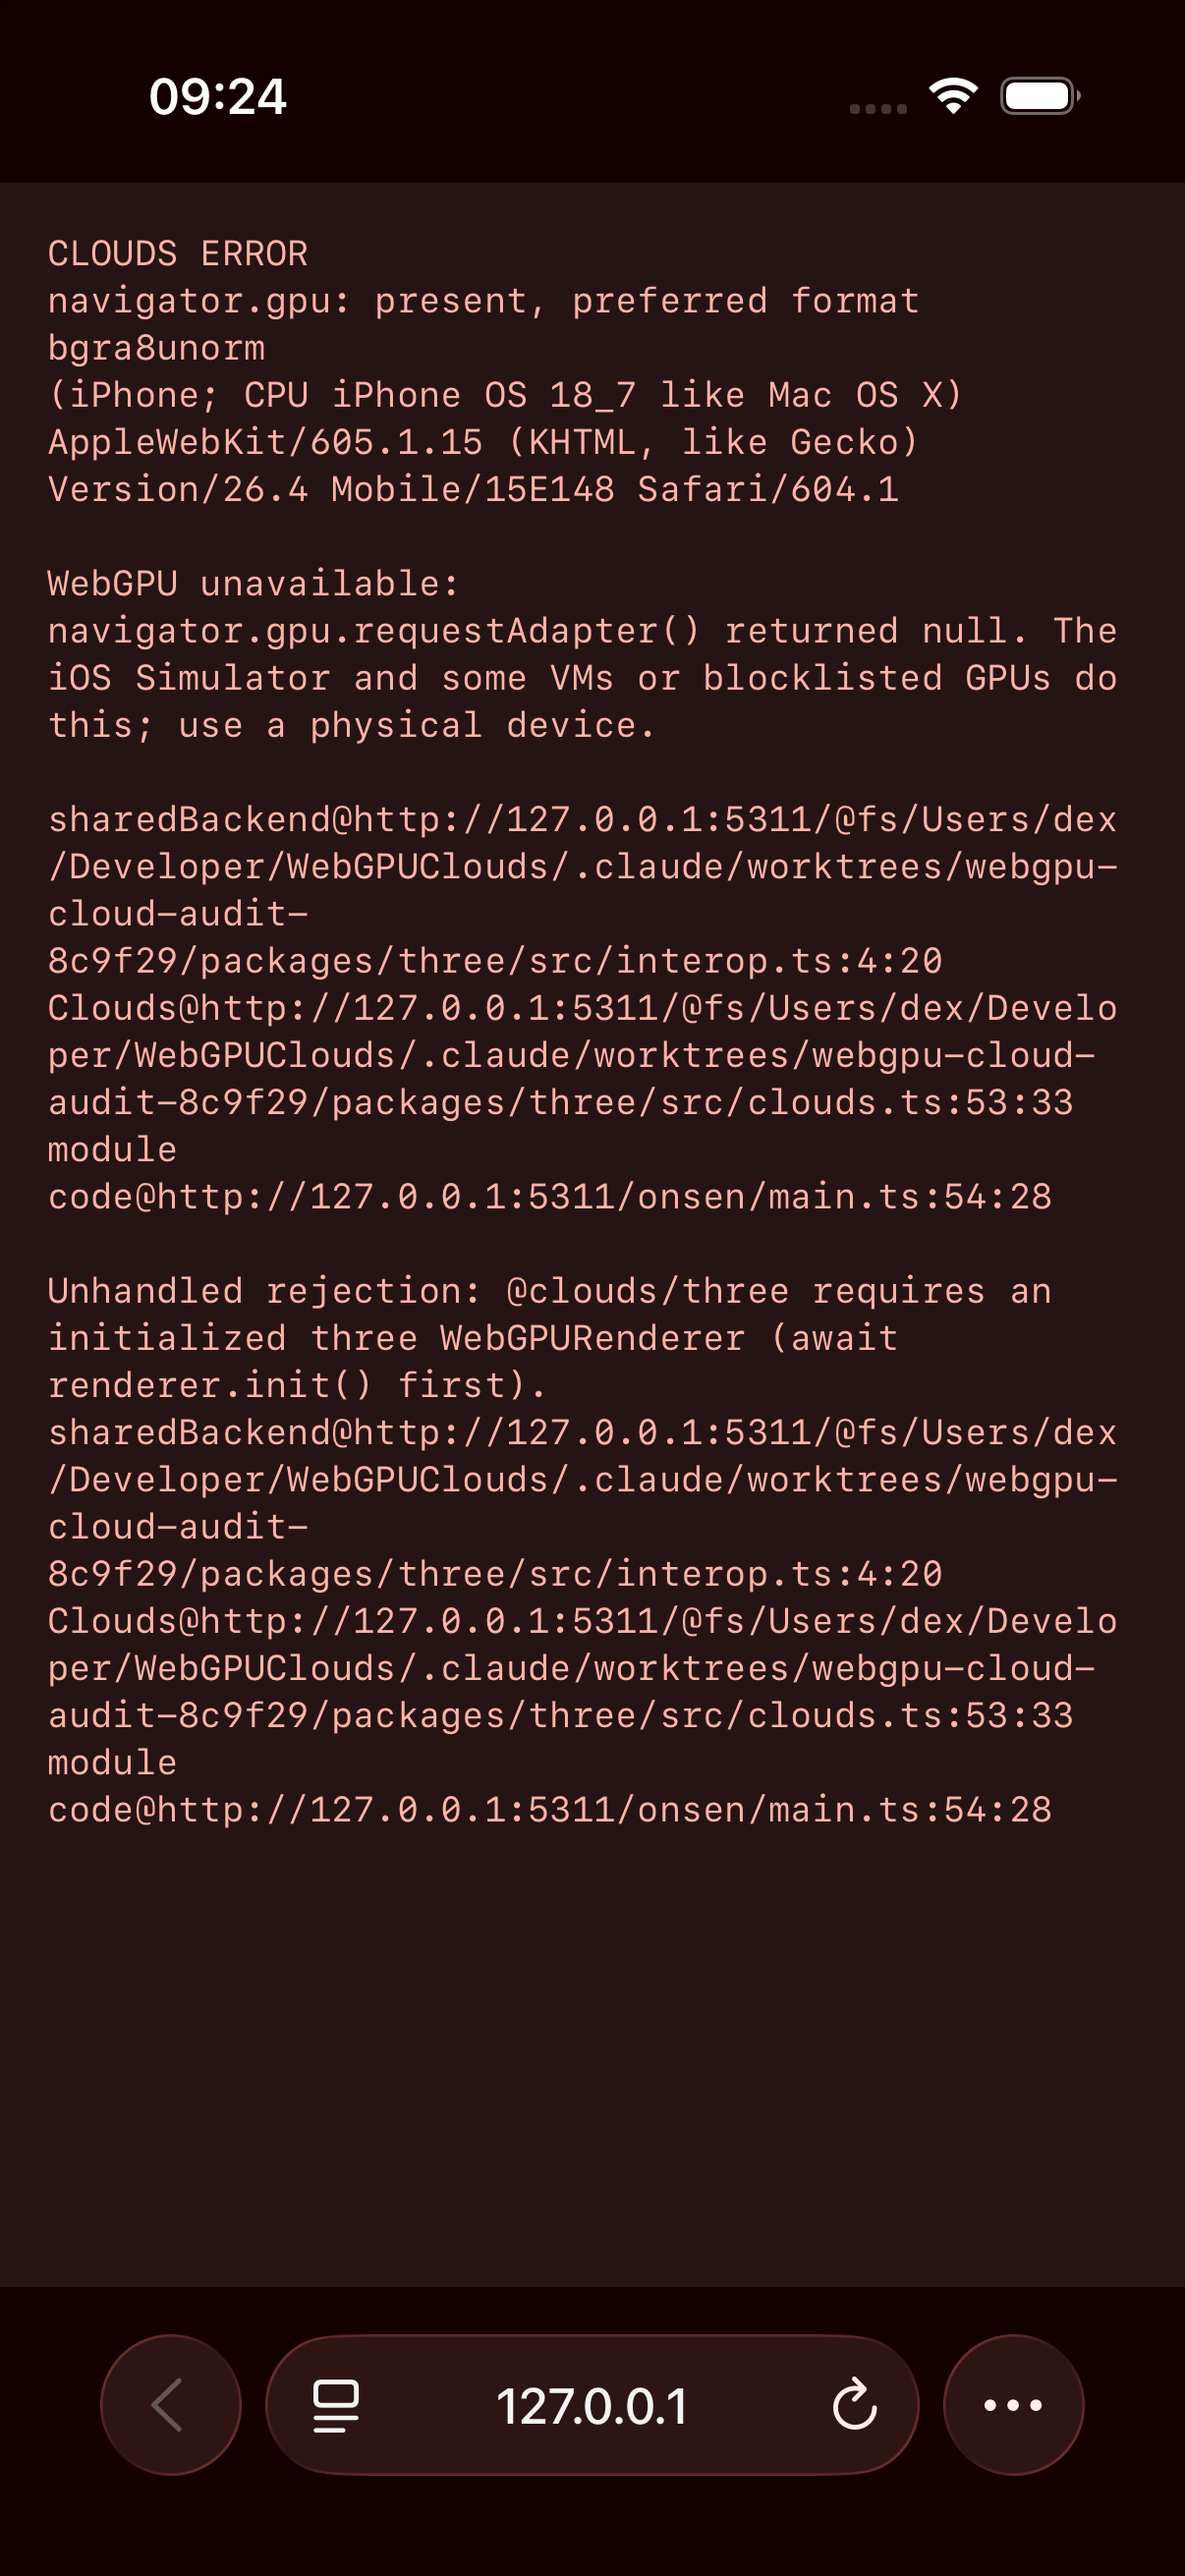 09:24
CLOUDS ERROR
navigator.gpu: present, preferred format
bgra8unorm
(iPhone; CPU iPhone OS 18_7 like Mac OS X)
AppleWebKit/605.1.15 (KHTML, like Gecko)
Version/26.4 Mobile/15E148 Safari/604.1
WebGPU unavailable:
navigator.gpu.requestAdapter() returned null. The
iOS Simulator and some VMs or blocklisted GPUs do
this; use a physical device.
sharedBackend@http://127.0.0.1:5311/@fs/Users/dex
/Developer/WebGPUClouds/.claude/worktrees/webgpu-
cloud-audit-
8c9f29/packages/three/src/interop.ts:4:20
Clouds@http://127.0.0.1:5311/@fs/Users/dex/Develo
per/WebGPUClouds/.claude/worktrees/webgpu-cloud-
audit-8c9f29/packages/three/src/clouds.ts:53:33
module
code@http://127.0.0.1:5311/onsen/main.ts:54:28
Unhandled rejection: @clouds/three requires an
initialized three WebGPURenderer (await
renderer.init() first).
sharedBackend@http://127.0.0.1:5311/@fs/Users/dex
/Developer/WebGPUClouds/.claude/worktrees/webgpu-
cloud-audit-
8c9f29/packages/three/src/interop.ts:4:20
Clouds@http://127.0.0.1:5311/@fs/Users/dex/Develo
per/WebGPUClouds/.claude/worktrees/webgpu-cloud-
audit-8c9f29/packages/three/src/clouds.ts:53:33
module
code@http://127.0.0.1:5311/onsen/main.ts:54:28
127.0.0.1